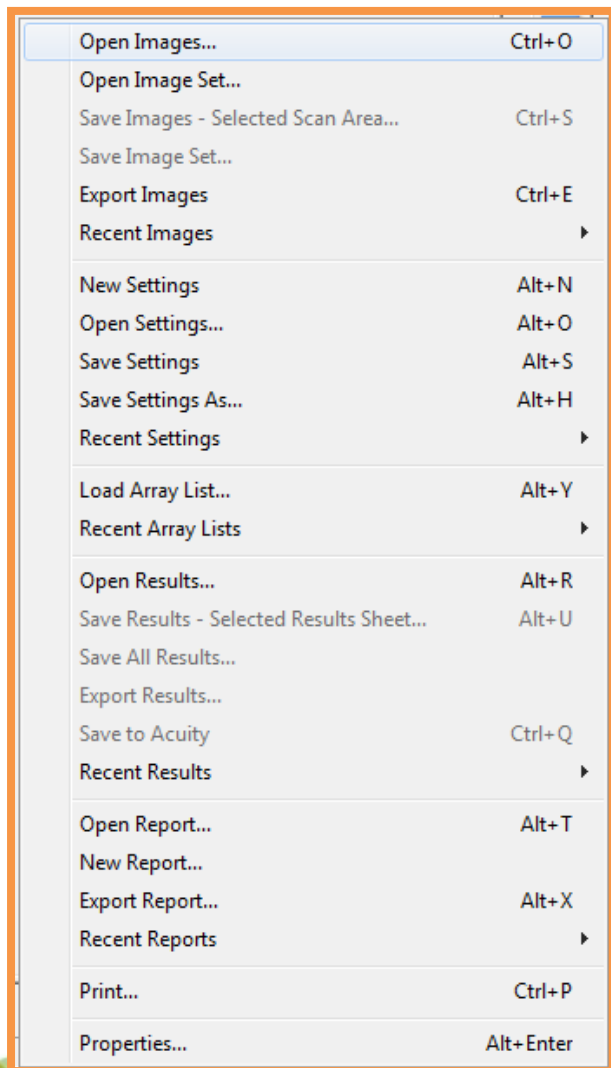 Open Images... Ctrl+O
Open Image Set...
Save Images - Selected Scan Area... Ctrl+S
Save Image Set...
Export Images Ctrl+E
Recent Images
New Settings Alt+N
Open Settings... Alt+O
Save Settings Alt+S
Save Settings As... Alt+H
Recent Settings
Load Array List... Alt+Y
Recent Array Lists
Open Results... Alt+R
Save Results - Selected Results Sheet... Alt+U
Save All Results...
Export Results...
Save to Acuity Ctrl+Q
Recent Results
Open Report... Alt+T
New Report...
Export Report... Alt+X
Recent Reports
Print... Ctrl+P
Properties... Alt+Enter